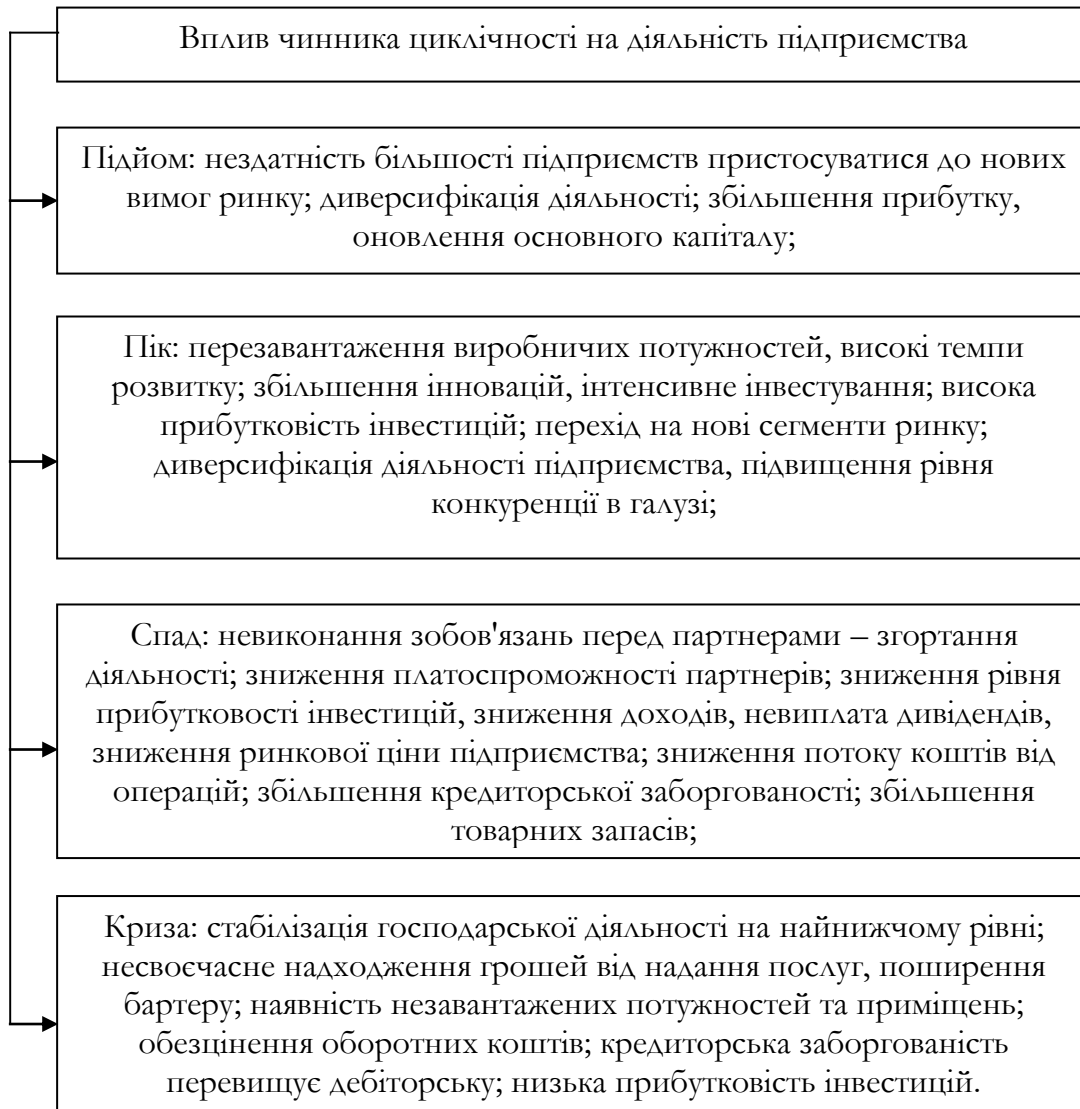 Вплив чинника циклічності на діяльність підприємства
Підйом: нездатність більшості підприємств пристосуватися до нових
вимог ринку; диверсифікація діяльності; збільшення прибутку,
оновлення основного капіталу;
Пік: перезавантаження виробничих потужностей, високі темпи
розвитку; збільшення інновацій, інтенсивне інвестування; висока
прибутковість інвестицій; перехід на нові сегменти ринку;
диверсифікація діяльності підприємства, підвищення рівня
конкуренції в галузі;
Спад: невиконання зобов'язань перед партнерами – згортання
діяльності; зниження платоспроможності партнерів; зниження рівня
прибутковості інвестицій, зниження доходів, невиплата дивідендів,
зниження ринкової ціни підприємства; зниження потоку коштів від
операцій; збільшення кредиторської заборгованості; збільшення
товарних запасів;
Криза: стабілізація господарської діяльності на найнижчому рівні;
несвоєчасне надходження грошей від надання послуг, поширення
бартеру; наявність незавантажених потужностей та приміщень;
обезцінення оборотних коштів; кредиторська заборгованість
перевищує дебіторську; низька прибутковість інвестицій.